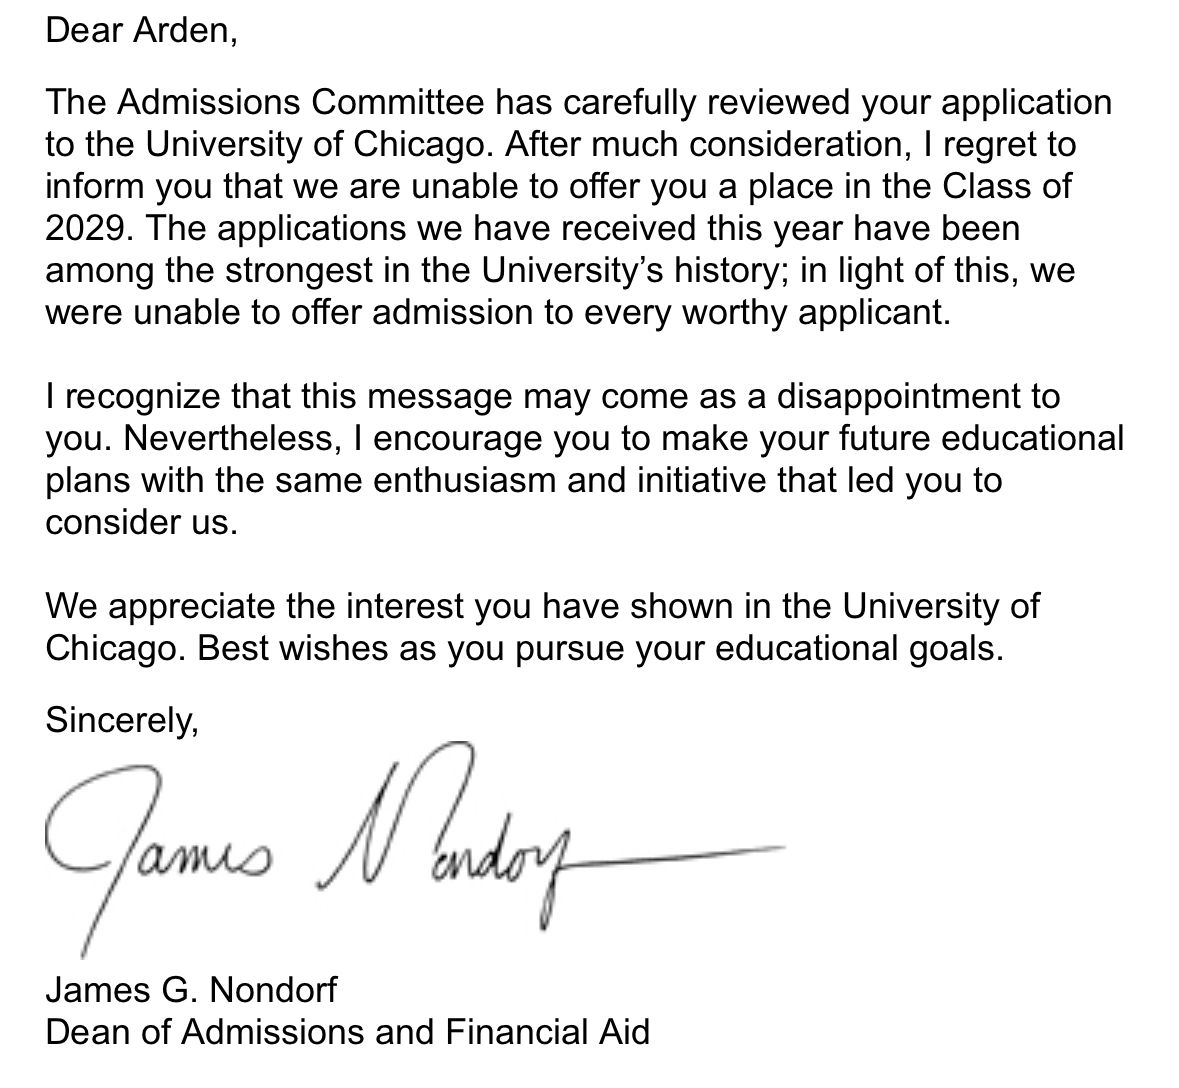 Dear Arden,
The Admissions Committee has carefully reviewed your application
to the University of Chicago. After much consideration, I regret to
inform you that we are unable to offer you a place in the Class of
2029. The applications we have received this year have been
among the strongest in the University’s history; in light of this, we
were unable to offer admission to every worthy applicant.
I recognize that this message may come as a disappointment to
you. Nevertheless, I encourage you to make your future educational
plans with the same enthusiasm and initiative that led you to
consider us.
We appreciate the interest you have shown in the University of
Chicago. Best wishes as you pursue your educational goals.
Sincerely,
James Nondorf
James G. Nondorf
Dean of Admissions and Financial Aid